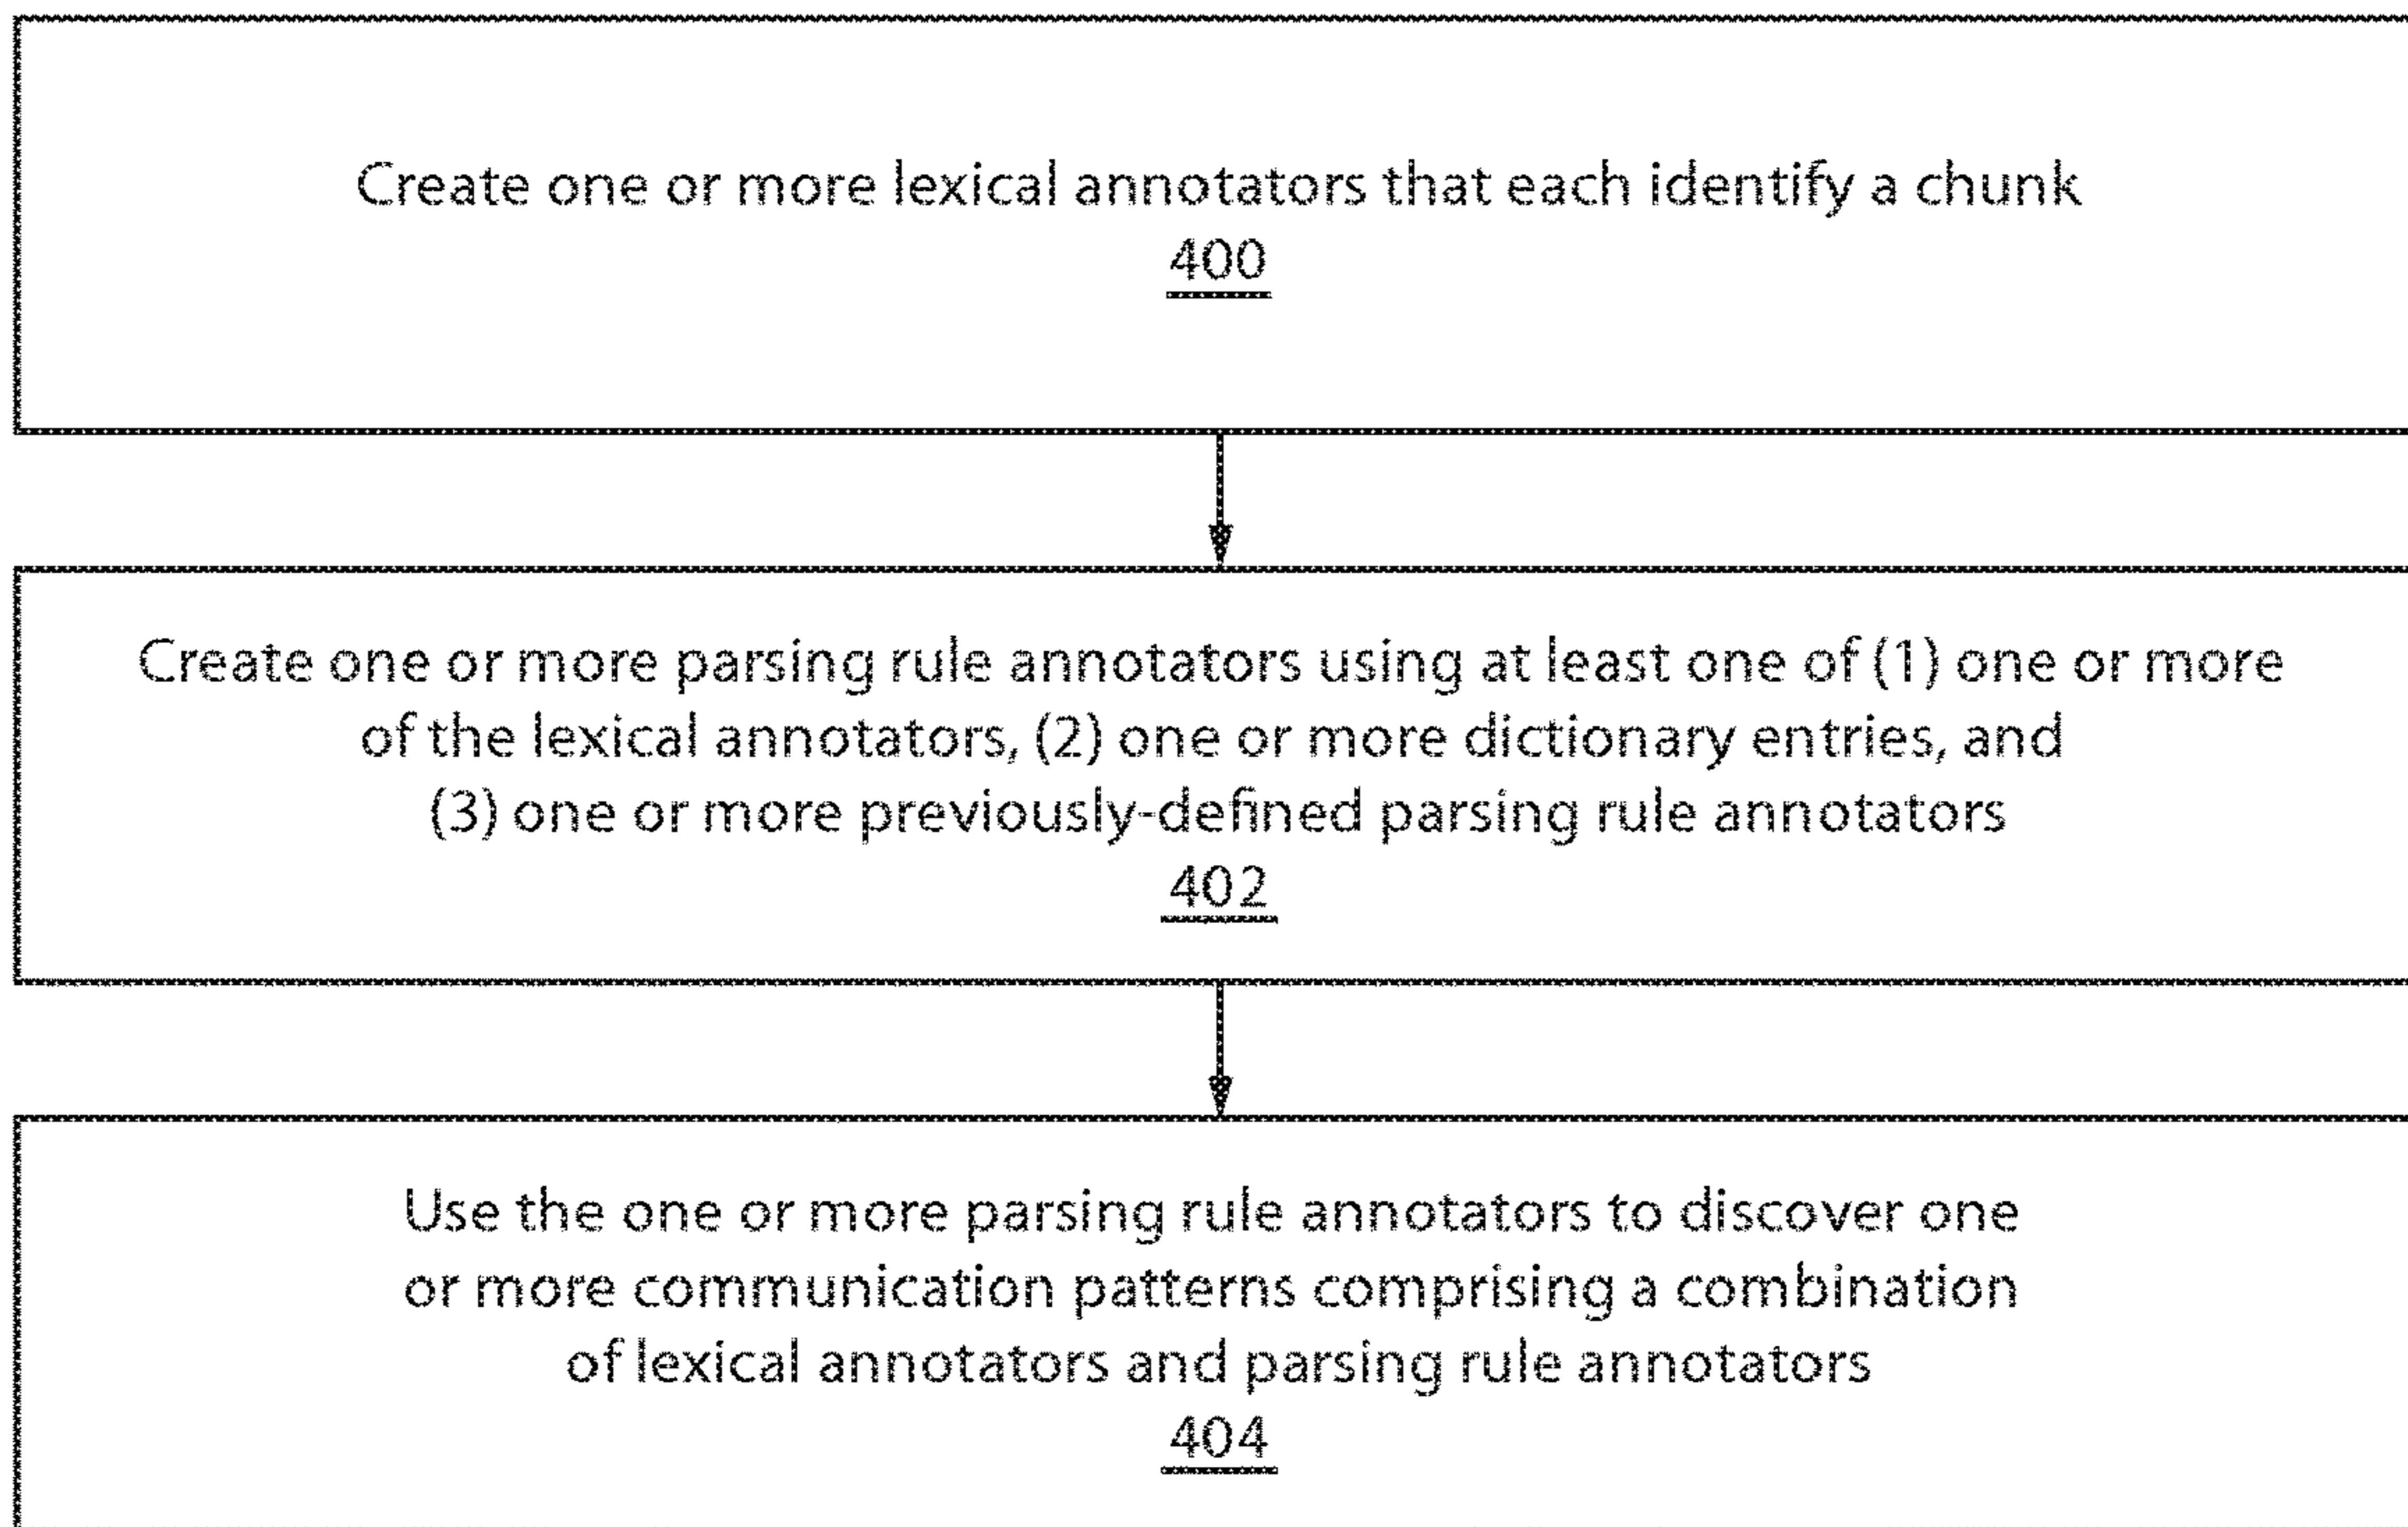 Create one or more lexical annotators that each identify a chunk
400
Create one or more parsing rule annotators using at least one of (1) one or more
of the lexical annotators, (2) one or more dictionary entries, and
(3) one or more previously-defined parsing rule annotators
402
Use the one or more parsing rule annotators to discover one
or more communication patterns comprising a combination
of lexical annotators and parsing rule annotators
404